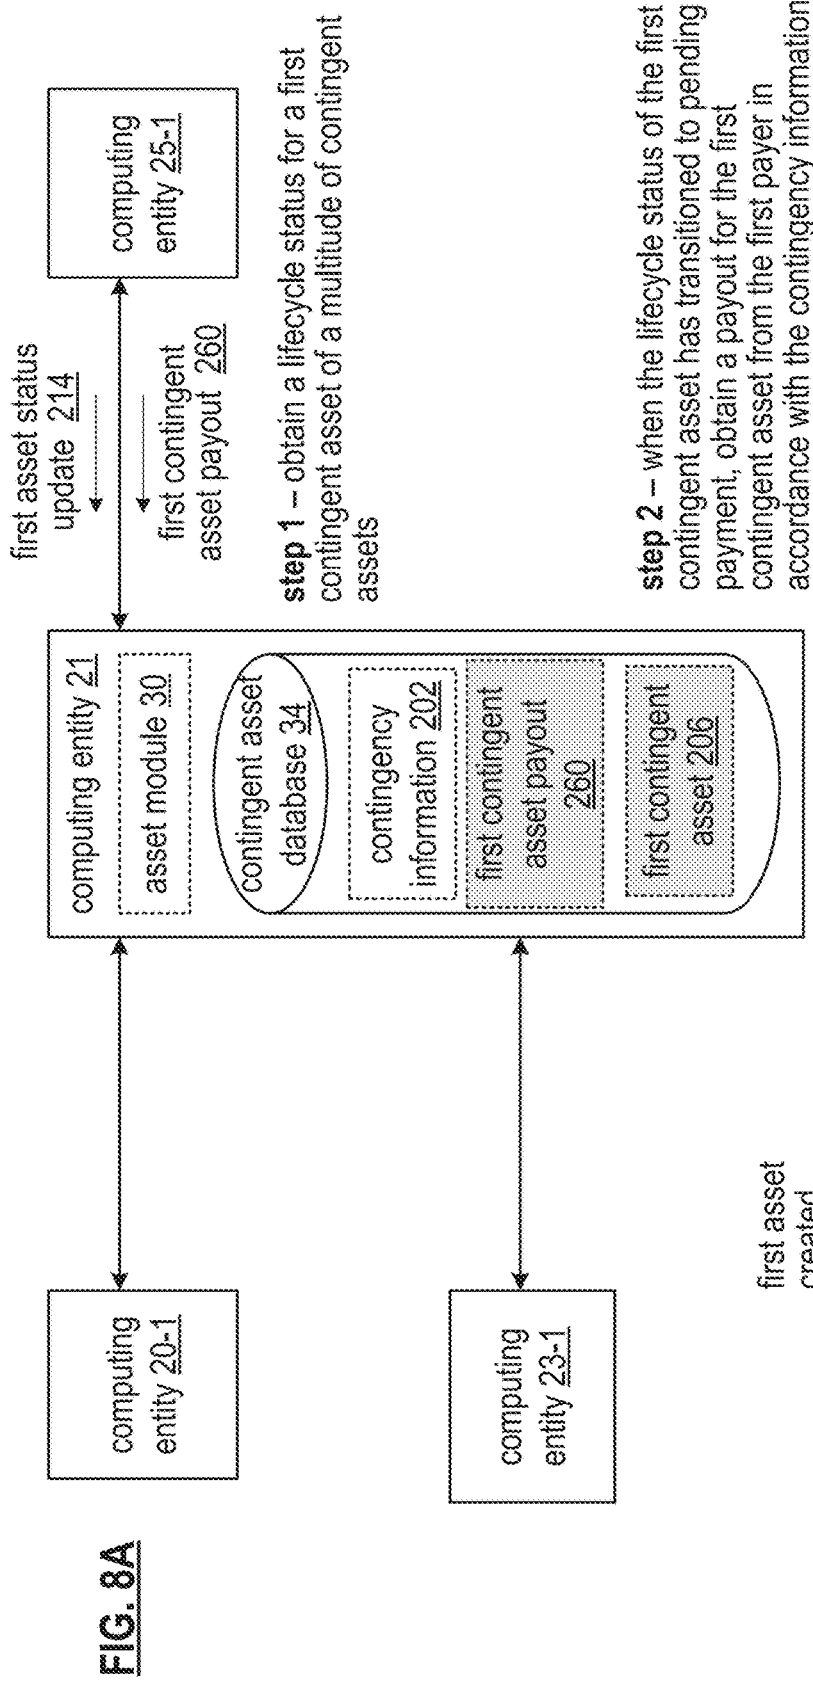 FIG. 8A
computing
entity 20-1
computing
entity 23-1
first asset
created
computing entity 21
asset module 30
contingent asset
database 34
contingency
information 202
first contingent
asset payout
260
first contingent
asset 206
first asset status
update 214
first contingent
asset payout 260
computing
entity 25-1
step 1 – obtain a lifecycle status for a first
contingent asset of a multitude of contingent
assets
step 2 – when the lifecycle status of the first
contingent asset has transitioned to pending
payment, obtain a payout for the first
contingent asset from the first payer in
accordance with the contingency information